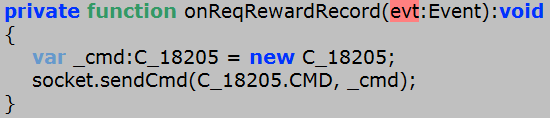 private function onReqRewardRecord(evt:Event):void
{
var _cmd:C_18205 = new C_18205;
socket.sendCmd(C_18205.CMD, _cmd);
}